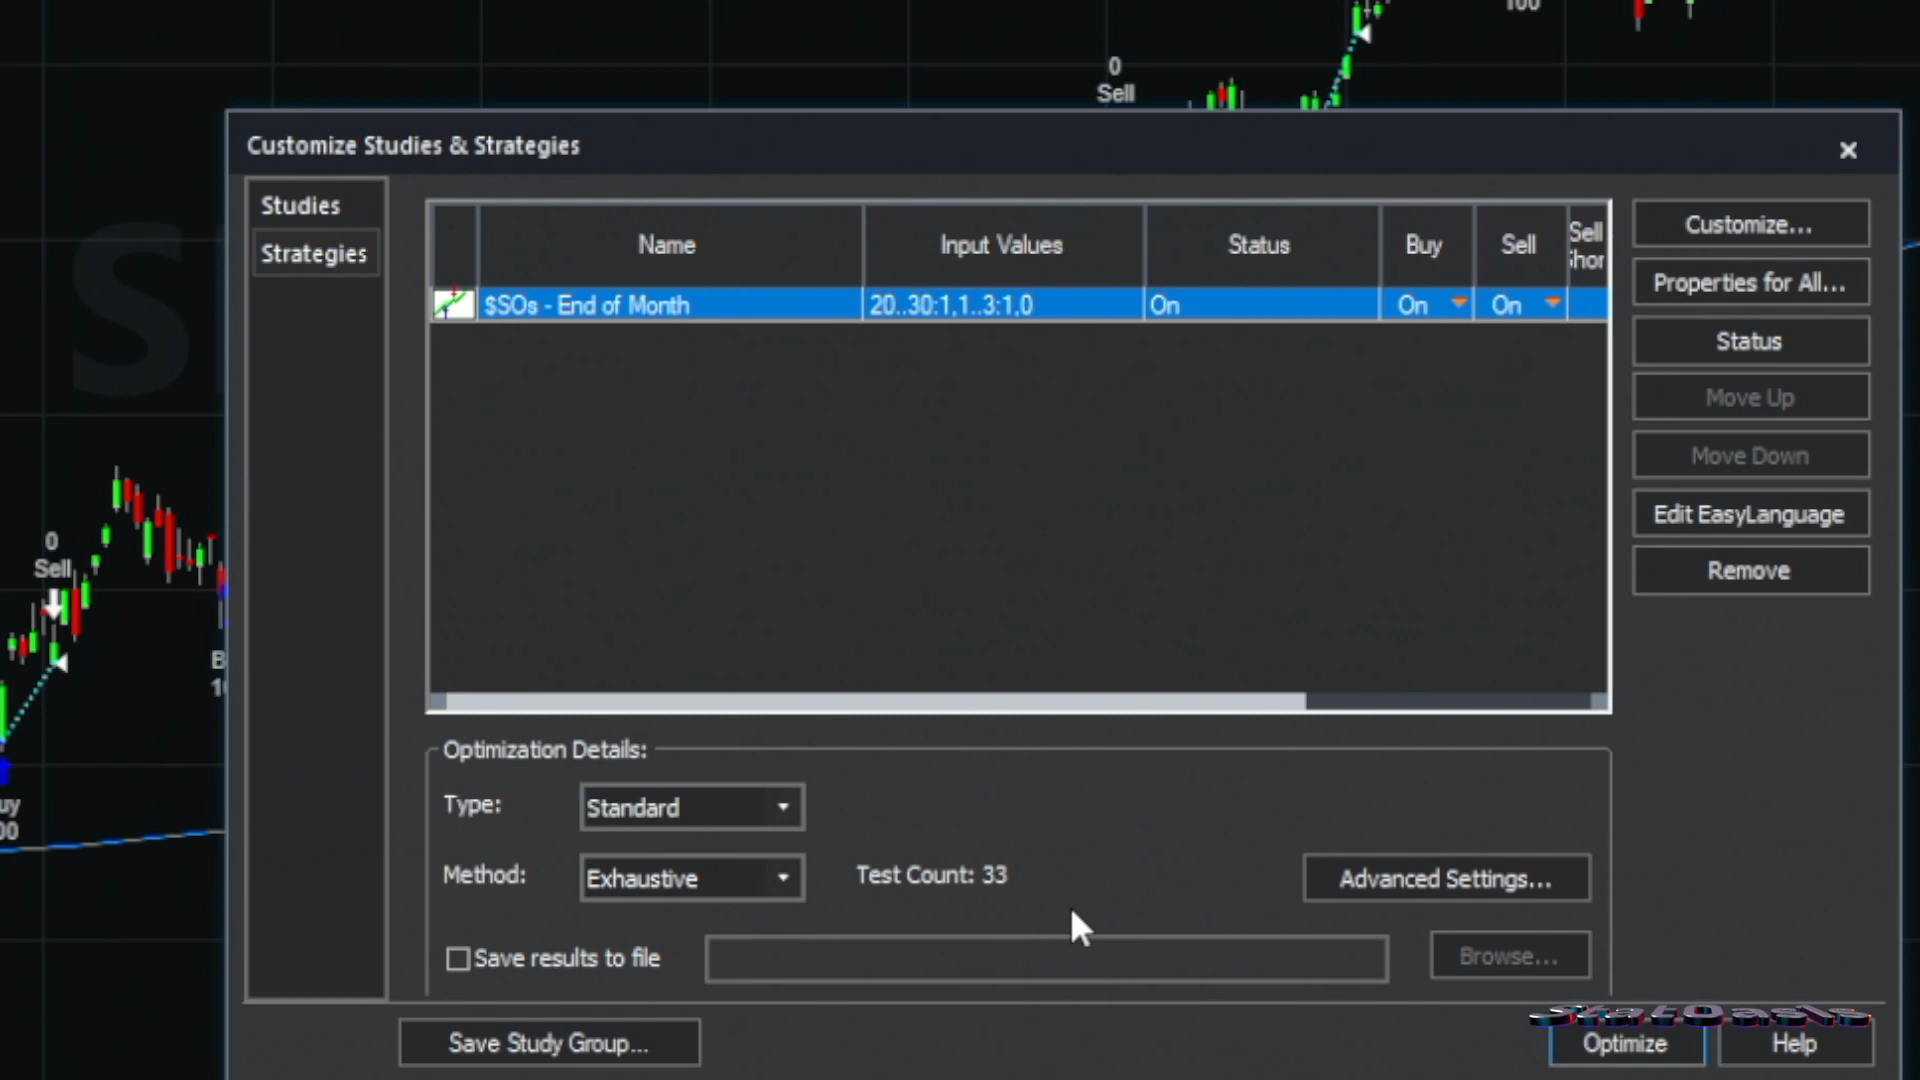 100
0
Sell
Customize Studies & Strategies
Studies
Strategies
Name
Input Values
Status
Buy
Sell
Sell
$SOs - End of Month
20..30:1,1..3:1,0
On
On
On
Customize...
Properties for All...
Status
Move Up
Move Down
Edit EasyLanguage
Remove
0
Sell
Optimization Details:
Type:
Standard
Method:
Exhaustive
Test Count: 33
Advanced Settings...
Save results to file
Browse...
StatOasis
Save Study Group...
Optimize
Help